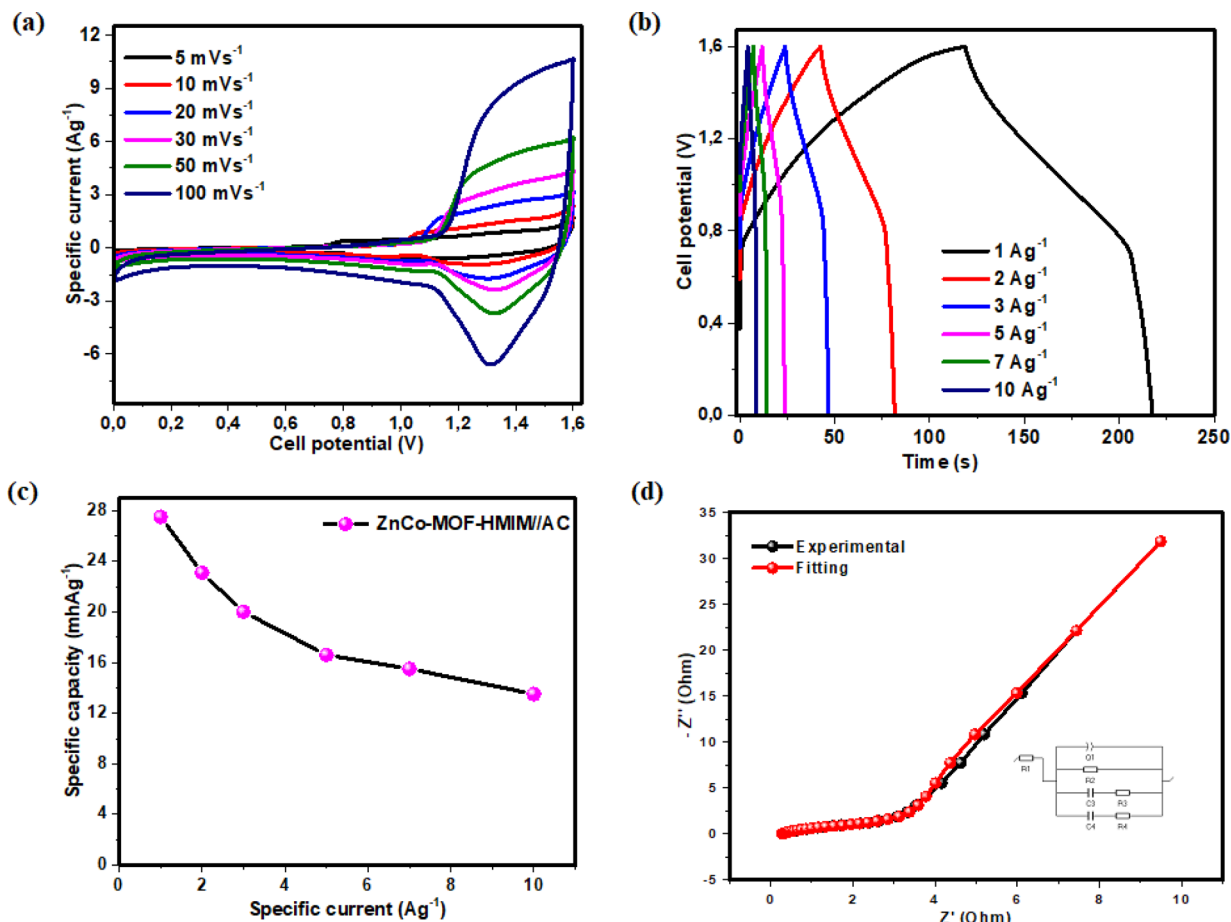 (a)
12
9
6
3
0
-3
-6
Specific current (Ag⁻¹)
5 mVs⁻¹
10 mVs⁻¹
20 mVs⁻¹
30 mVs⁻¹
50 mVs⁻¹
100 mVs⁻¹
0,0 0,2 0,4 0,6 0,8 1,0 1,2 1,4 1,6
Cell potential (V)
(b)
1,6
1,2
0,8
0,4
0,0
Cell potential (V)
1 Ag⁻¹
2 Ag⁻¹
3 Ag⁻¹
5 Ag⁻¹
7 Ag⁻¹
10 Ag⁻¹
0 50 100 150 200 250
Time (s)
(c)
28
24
20
16
12
8
4
0
Specific capacity (mhAg⁻¹)
ZnCo-MOF-HMIM//AC
0 2 4 6 8 10
Specific current (Ag⁻¹)
(d)
35
30
25
20
15
10
5
0
-5
- Z'' (Ohm)
Experimental
Fitting
R1
Q1
R2
C3 R3
C4 R4
0 2 4 6 8 10
Z' (Ohm)